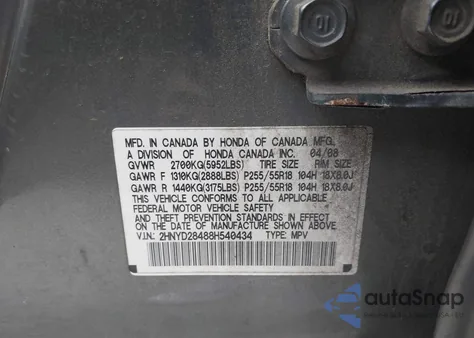 MFD. IN CANADA BY HONDA OF CANADA MFG.
A DIVISION OF HONDA CANADA INC. 04/08
GVWR 2700KG(5952LBS) TIRE SIZE RIM SIZE
GAWR F 1310KG(2888LBS) P255/55R18 104H 18X8.0J
GAWR R 1440KG(3175LBS) P255/55R18 104H 18X8.0J
THIS VEHICLE CONFORMS TO ALL APPLICABLE
FEDERAL MOTOR VEHICLE SAFETY
AND THEFT PREVENTION STANDARDS IN EFFECT
ON THE DATE OF MANUFACTURE SHOWN ABOVE.
V.I.N.: 2HNYD28488H540434 TYPE: MPV
autoSnap